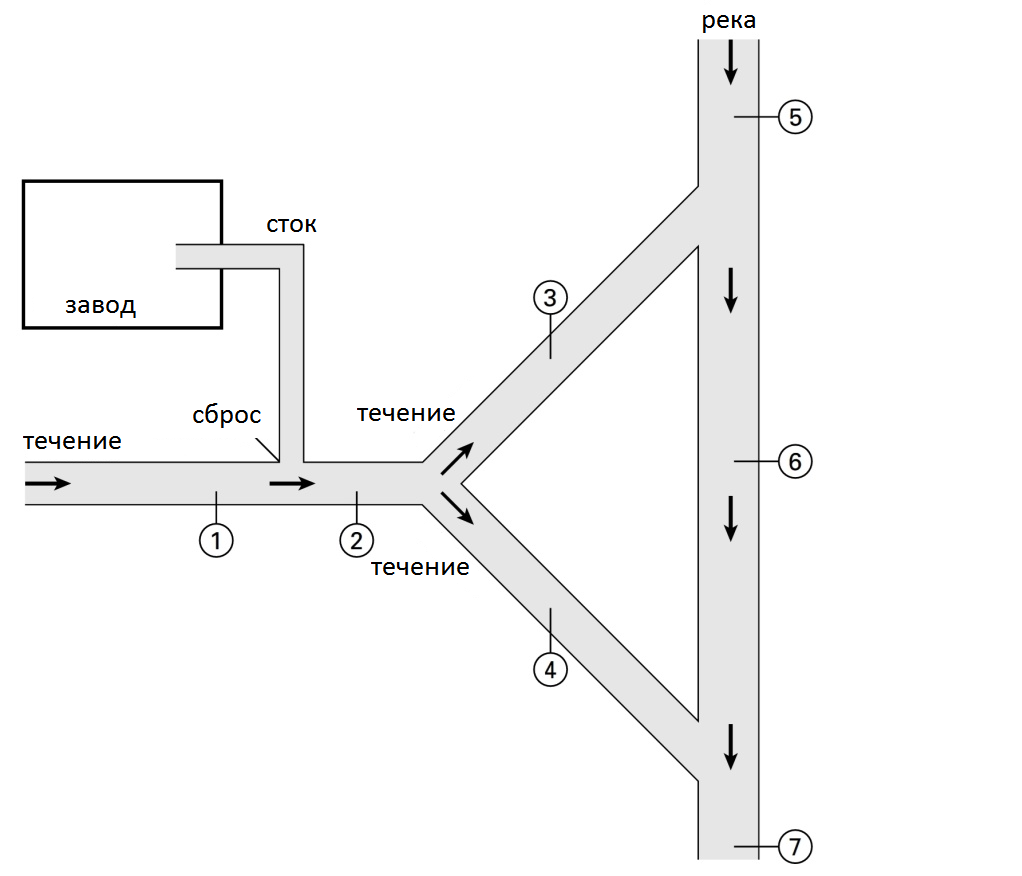 река
5
сток
завод
3
сброс
течение
течение
6
1
2
течение
4
7